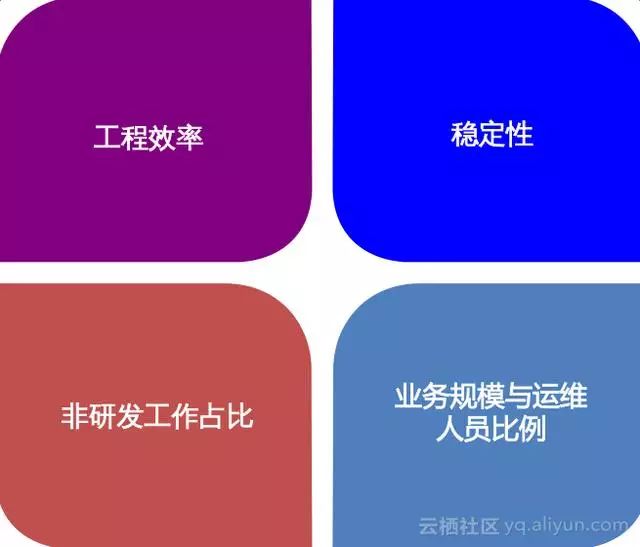 工程效率
稳定性
非研发工作占比
业务规模与运维
人员比例
云栖社区 yq.aliyun.com